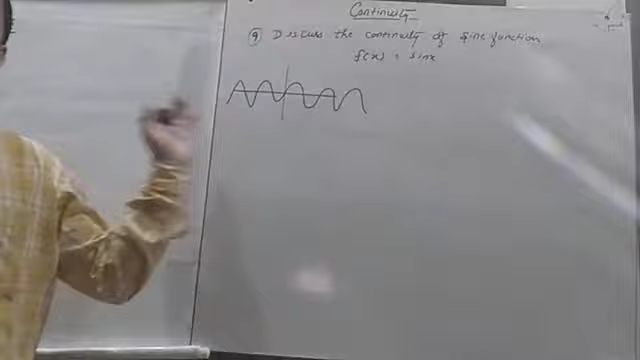 Continuity
9 Discuss the continuity of sine function
f(x) = sinx